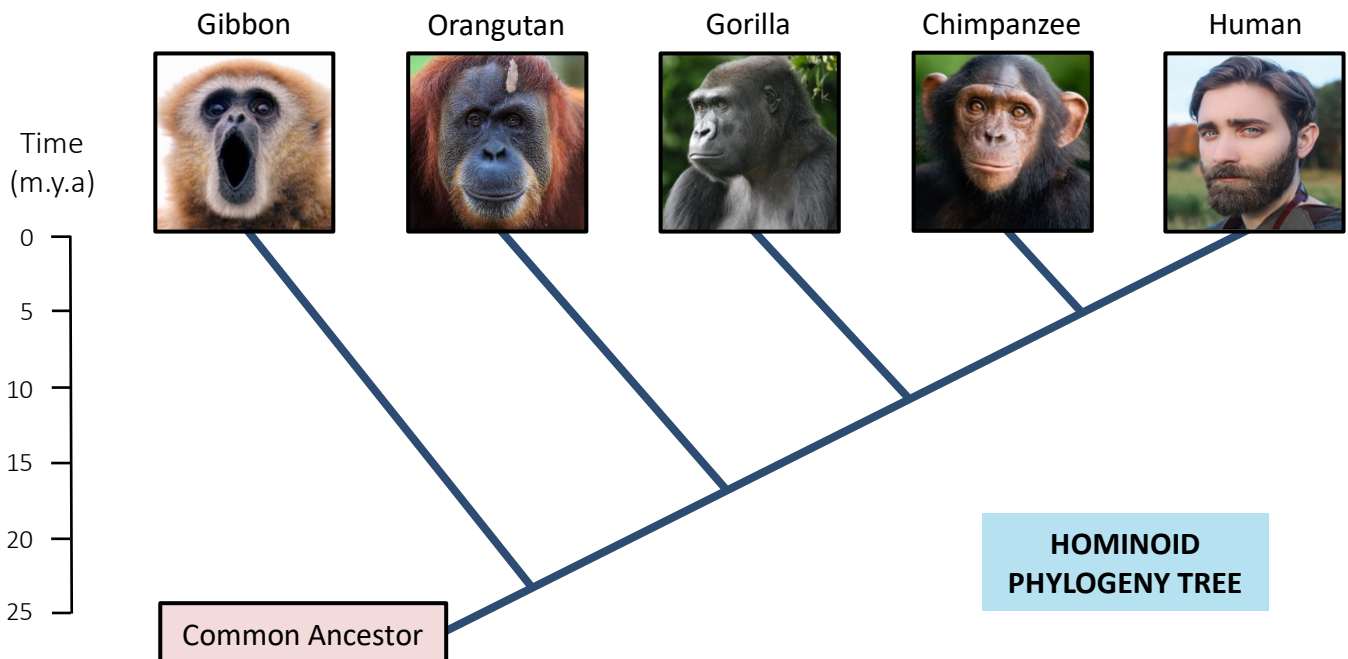 Gibbon
Orangutan
Gorilla
Chimpanzee
Human
Time
(m.y.a)
0
5
10
15
20
25
HOMINOID
PHYLOGENY TREE
Common Ancestor